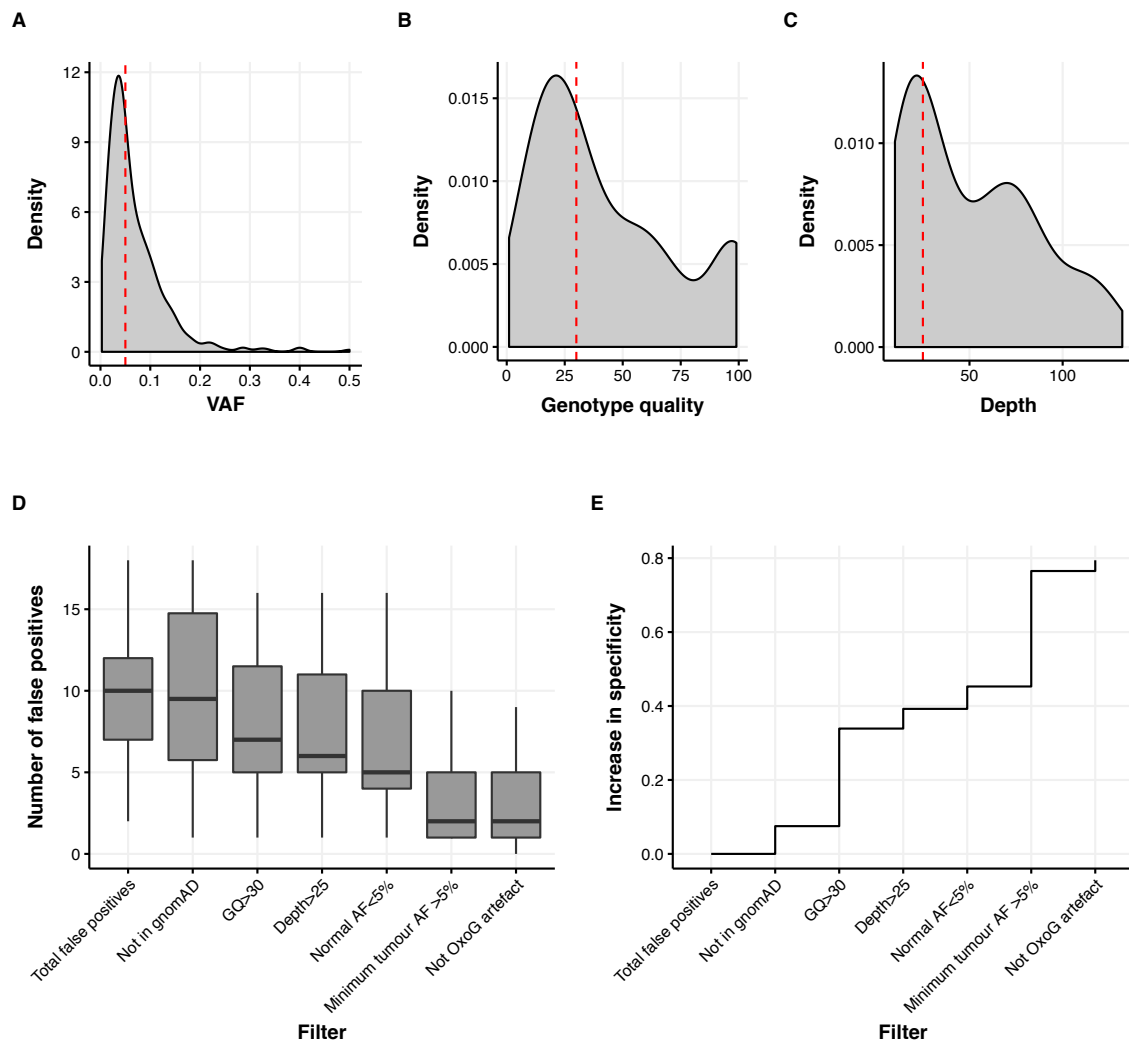 A
B
C
12
9
6
3
0
Density
0.0 0.1 0.2 0.3 0.4 0.5
VAF
0.015
0.010
0.005
0.000
Density
0 25 50 75 100
Genotype quality
0.010
0.005
0.000
Density
50 100
Depth
D
E
15
10
5
0
Number of false positives
Total false positives
Not in gnomAD
GQ>30
Depth>25
Normal AF<5%
Minimum tumour AF >5%
Not OxoG artefact
Filter
0.8
0.6
0.4
0.2
0.0
Increase in specificity
Total false positives
Not in gnomAD
GQ>30
Depth>25
Normal AF<5%
Minimum tumour AF >5%
Not OxoG artefact
Filter